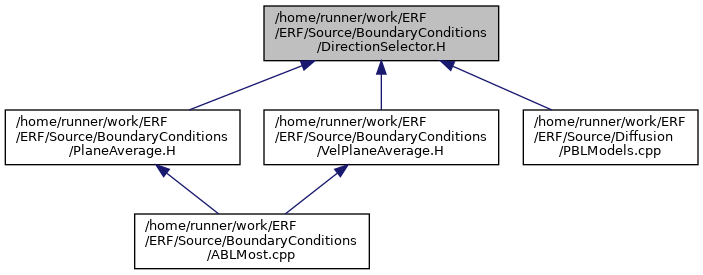 /home/runner/work/ERF
/ERF/Source/BoundaryConditions
/DirectionSelector.H
/home/runner/work/ERF
/ERF/Source/BoundaryConditions
/PlaneAverage.H
/home/runner/work/ERF
/ERF/Source/BoundaryConditions
/VelPlaneAverage.H
/home/runner/work/ERF
/ERF/Source/Diffusion
/PBLModels.cpp
/home/runner/work/ERF
/ERF/Source/BoundaryConditions
/ABLMost.cpp